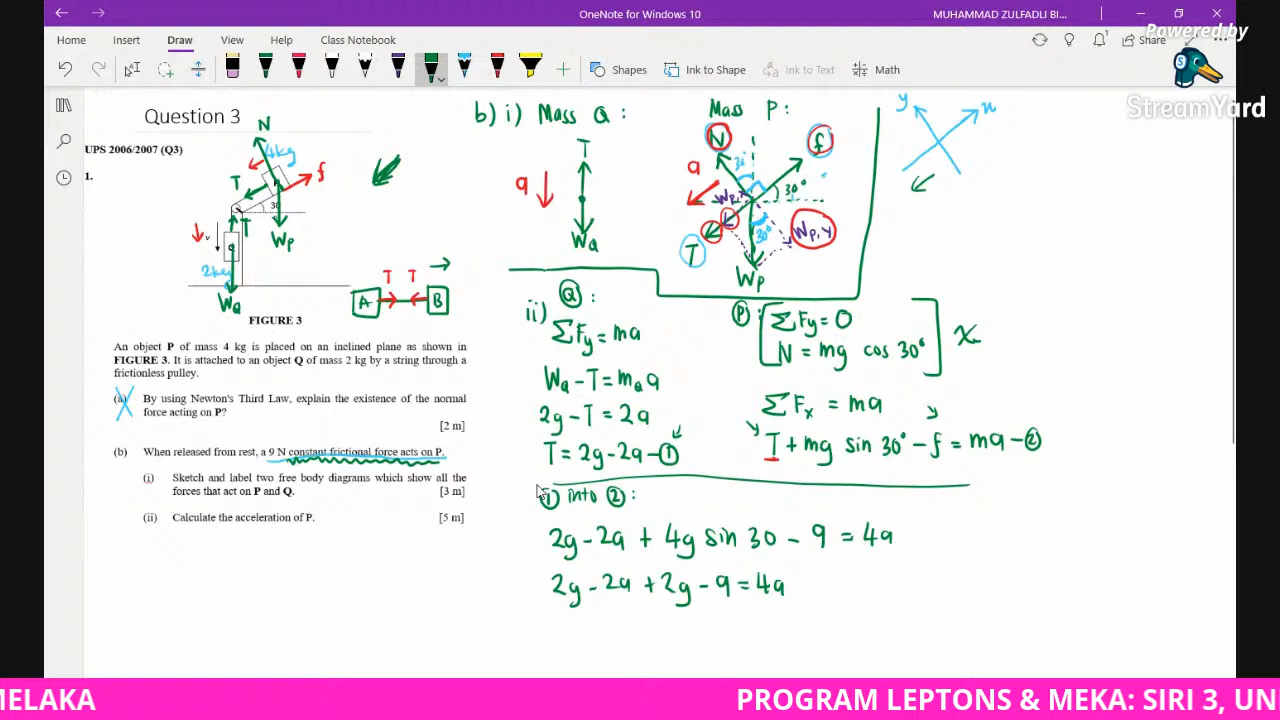 OneNote for Windows 10
MUHAMMAD ZULFADLI BI...
Powered by
StreamYard
Home Insert Draw View Help Class Notebook
Share
Shapes Ink to Shape Ink to Text Math
Question 3
UPS 2006/2007 (Q3)
1.
N
4kg
f
T
P
30
T
v
Q
WP
2kg
WQ
T T
A B
FIGURE 3
An object P of mass 4 kg is placed on an inclined plane as shown in
FIGURE 3. It is attached to an object Q of mass 2 kg by a string through a
frictionless pulley.
(a) By using Newton's Third Law, explain the existence of the normal
force acting on P?
[2 m]
(b) When released from rest, a 9 N constant frictional force acts on P.
(i) Sketch and label two free body diagrams which show all the
forces that act on P and Q. [3 m]
(ii) Calculate the acceleration of P. [5 m]
b) i) Mass Q :
T
a
WQ
Mass P :
N
f
a
30°
30°
WP,x
30°
WP,y
T
WP
y
x
ii) Q :
ΣFy = ma
WQ - T = mQ a
2g - T = 2a
T = 2g - 2a - ①
P :
ΣFy = 0
N = mg cos 30°
x
ΣFx = ma
T + mg sin 30° - f = ma - ②
① into ② :
2g - 2a + 4g sin 30 - 9 = 4a
2g - 2a + 2g - 9 = 4a
MELAKA
PROGRAM LEPTONS & MEKA: SIRI 3, UN